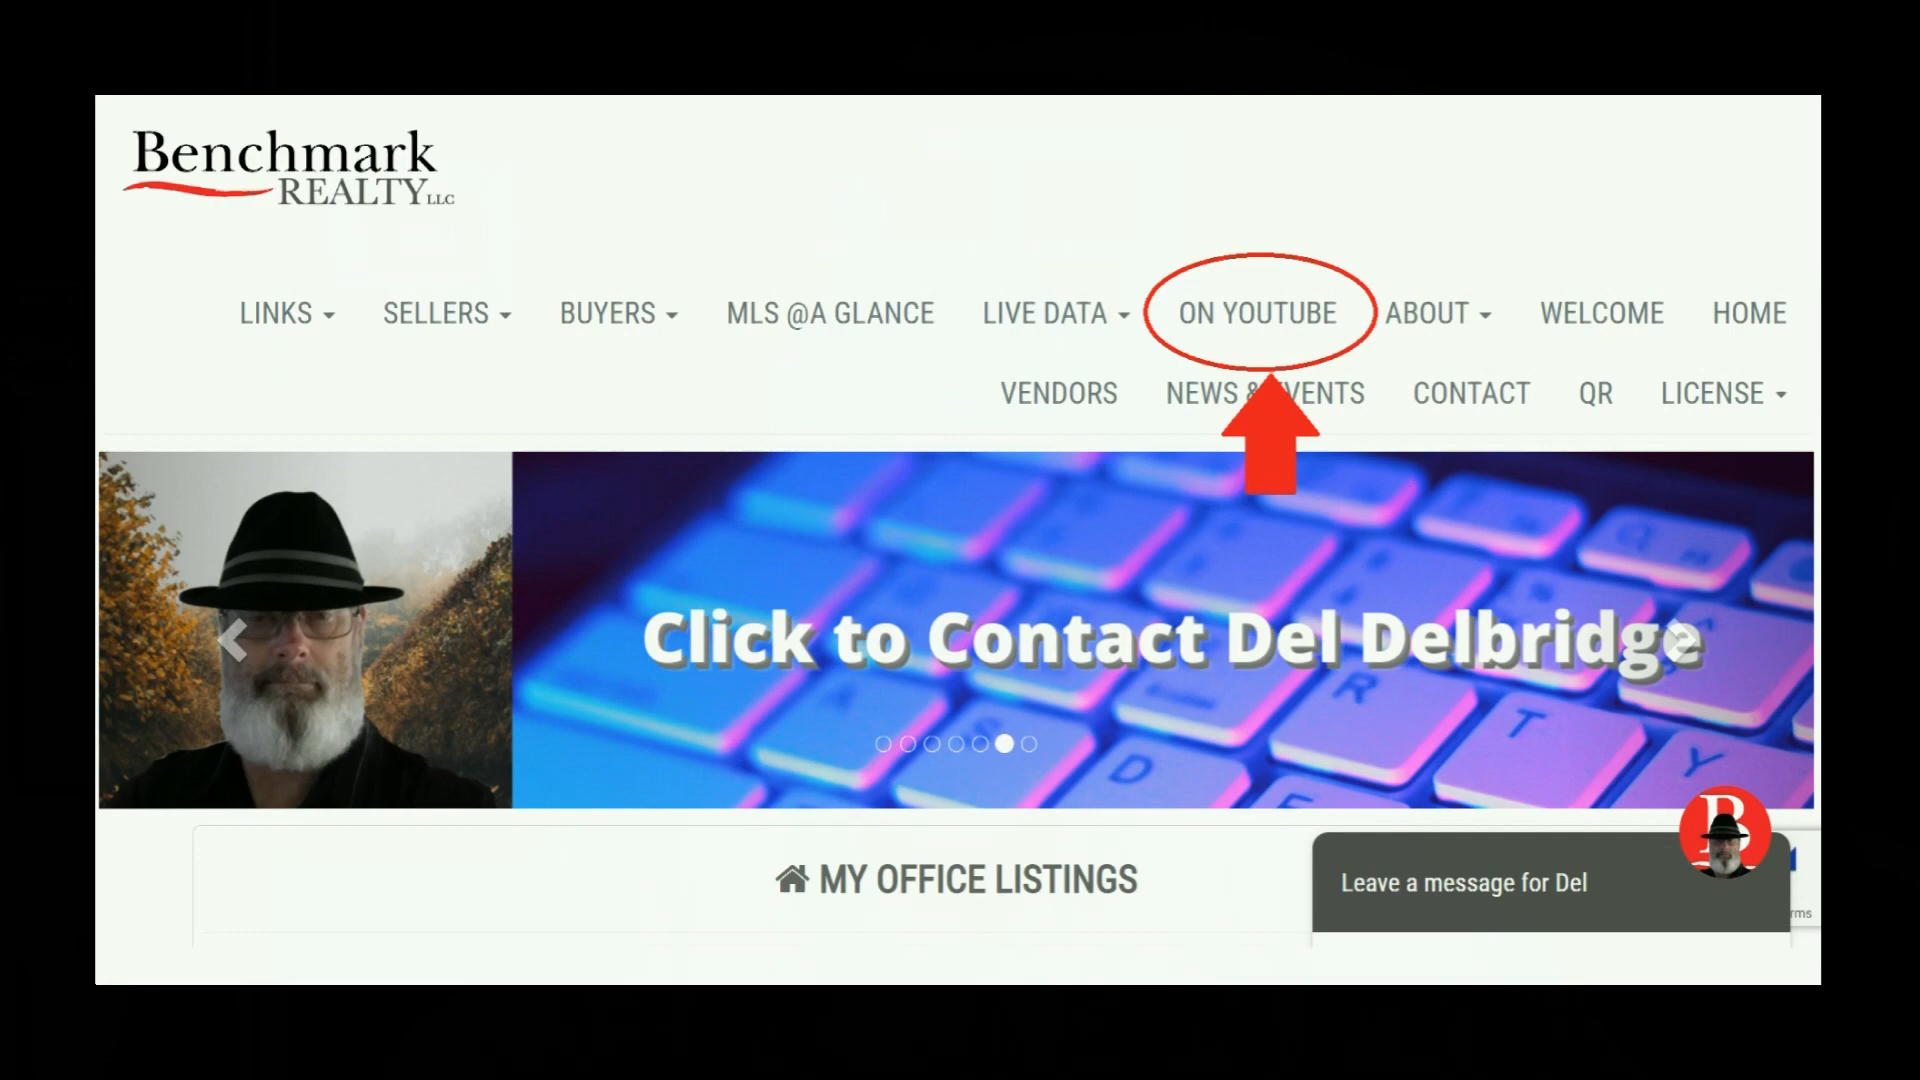 Benchmark
REALTY LLC
LINKS SELLERS BUYERS MLS @A GLANCE LIVE DATA ON YOUTUBE ABOUT WELCOME HOME
VENDORS NEWS & EVENTS CONTACT QR LICENSE
Click to Contact Del Delbridge
A S D R T Y
MY OFFICE LISTINGS
B
Leave a message for Del